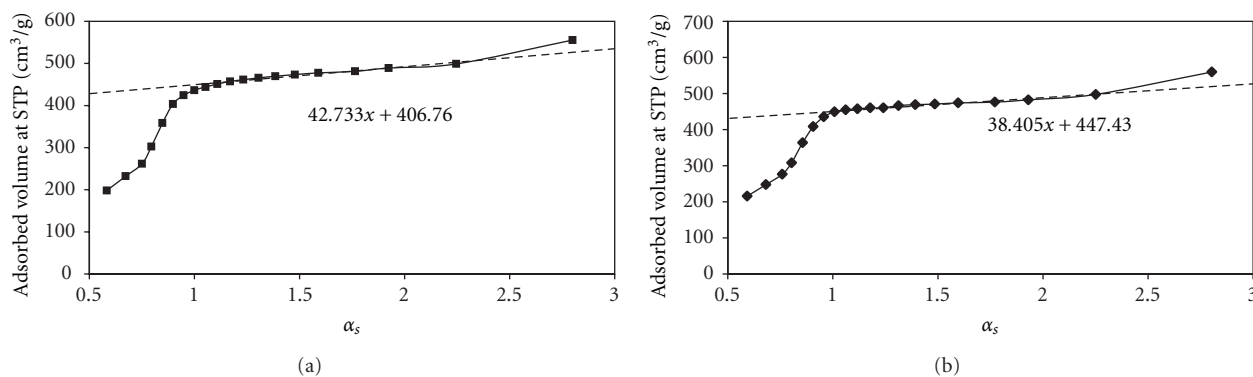 Adsorbed volume at STP (cm³/g)
600
500
400
300
200
100
0
42.733x + 406.76
0.5 1 1.5 2 2.5 3
αs
(a)
Adsorbed volume at STP (cm³/g)
700
600
500
400
300
200
100
0
38.405x + 447.43
0.5 1 1.5 2 2.5 3
αs
(b)